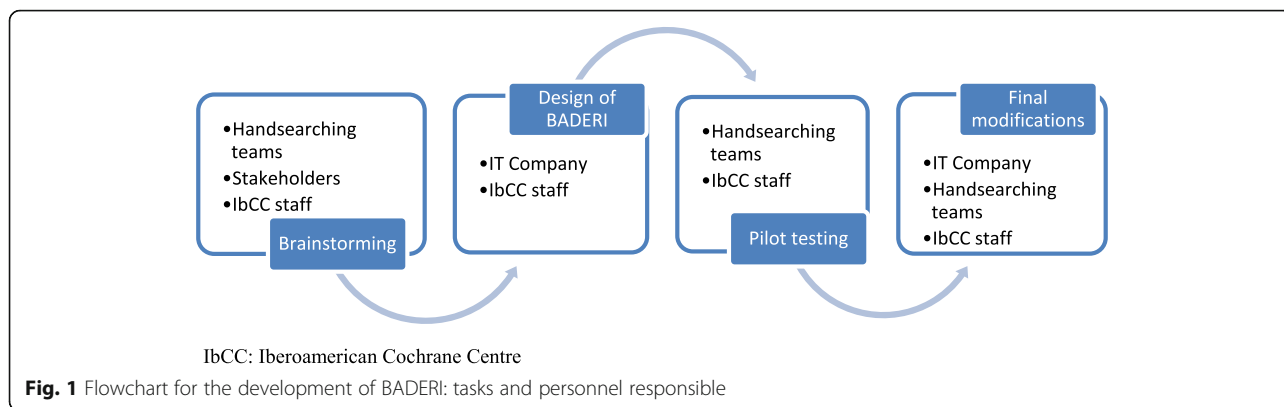 •Handsearching
teams
•Stakeholders
•IbCC staff
Brainstorming
Design of
BADERI
•IT Company
•IbCC staff
•Handsearching
teams
•IbCC staff
Pilot testing
Final
modifications
•IT Company
•Handsearching
teams
•IbCC staff
IbCC: Iberoamerican Cochrane Centre
Fig. 1 Flowchart for the development of BADERI: tasks and personnel responsible